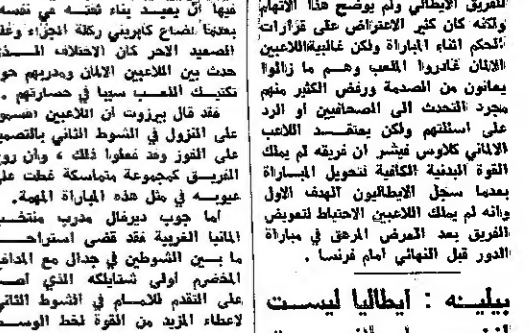 للفريق الايطالي ولم يوضح هذا الاتهام
ولكنه كان كثير الاعتراض على قرارات
الحكم اثناء المباراة ولكن غالبية اللاعبين
الالمان غادروا الملعب وهم ما زالوا
يعانون من الصدمة ورفض الكثير منهم
مجرد التحدث الى الصحافيين او الرد
على اسئلتهم ولكن يعتقد اللاعب
الالماني كلاوس فيشر ان فريقه لم يملك
القوة البدنية الكافية لتحويل المباراة
بعدما سجل الايطاليون الهدف الاول
وانه لم يملك اللاعبين الاحتياط لتعويض
الفريق بعد العرض المرهق في مباراة
الدور قبل النهائي امام فرنسا .
بيليه : ايطاليا ليست
فيها ان يعيد بناء ثقته في نفسه
بعدما اضاع كابريني ركلة الجزاء وعلى
الصعيد الاخر كان الاختلاف الذي
حدث بين اللاعبين الالمان ومدربهم حو
تكتيك اللعب سببا في خسارتهم .
فقد قال بيرزوت ان اللاعبين
على النزول في الشوط الثاني بالتصميم
على الفوز وقد فعلوا ذلك ، وان روح
الفريق كمجموعة متماسكة غطت على
عيوبه في مثل هذه المباراة المهمة.
اما جوب ديرفال مدرب منتخب
المانيا الغربية فقد قضى استراحة
ما بين الشوطين في جدال مع المدافع
المخضرم اولي شتايلكه الذي اصر
على التقدم للامام في الشوط الثاني
لاعطاء المزيد من القوة لخط الوسط